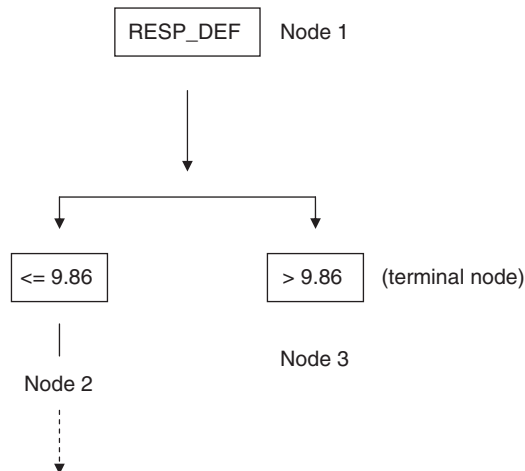 RESP_DEF
Node 1
<= 9.86
> 9.86
(terminal node)
Node 2
Node 3